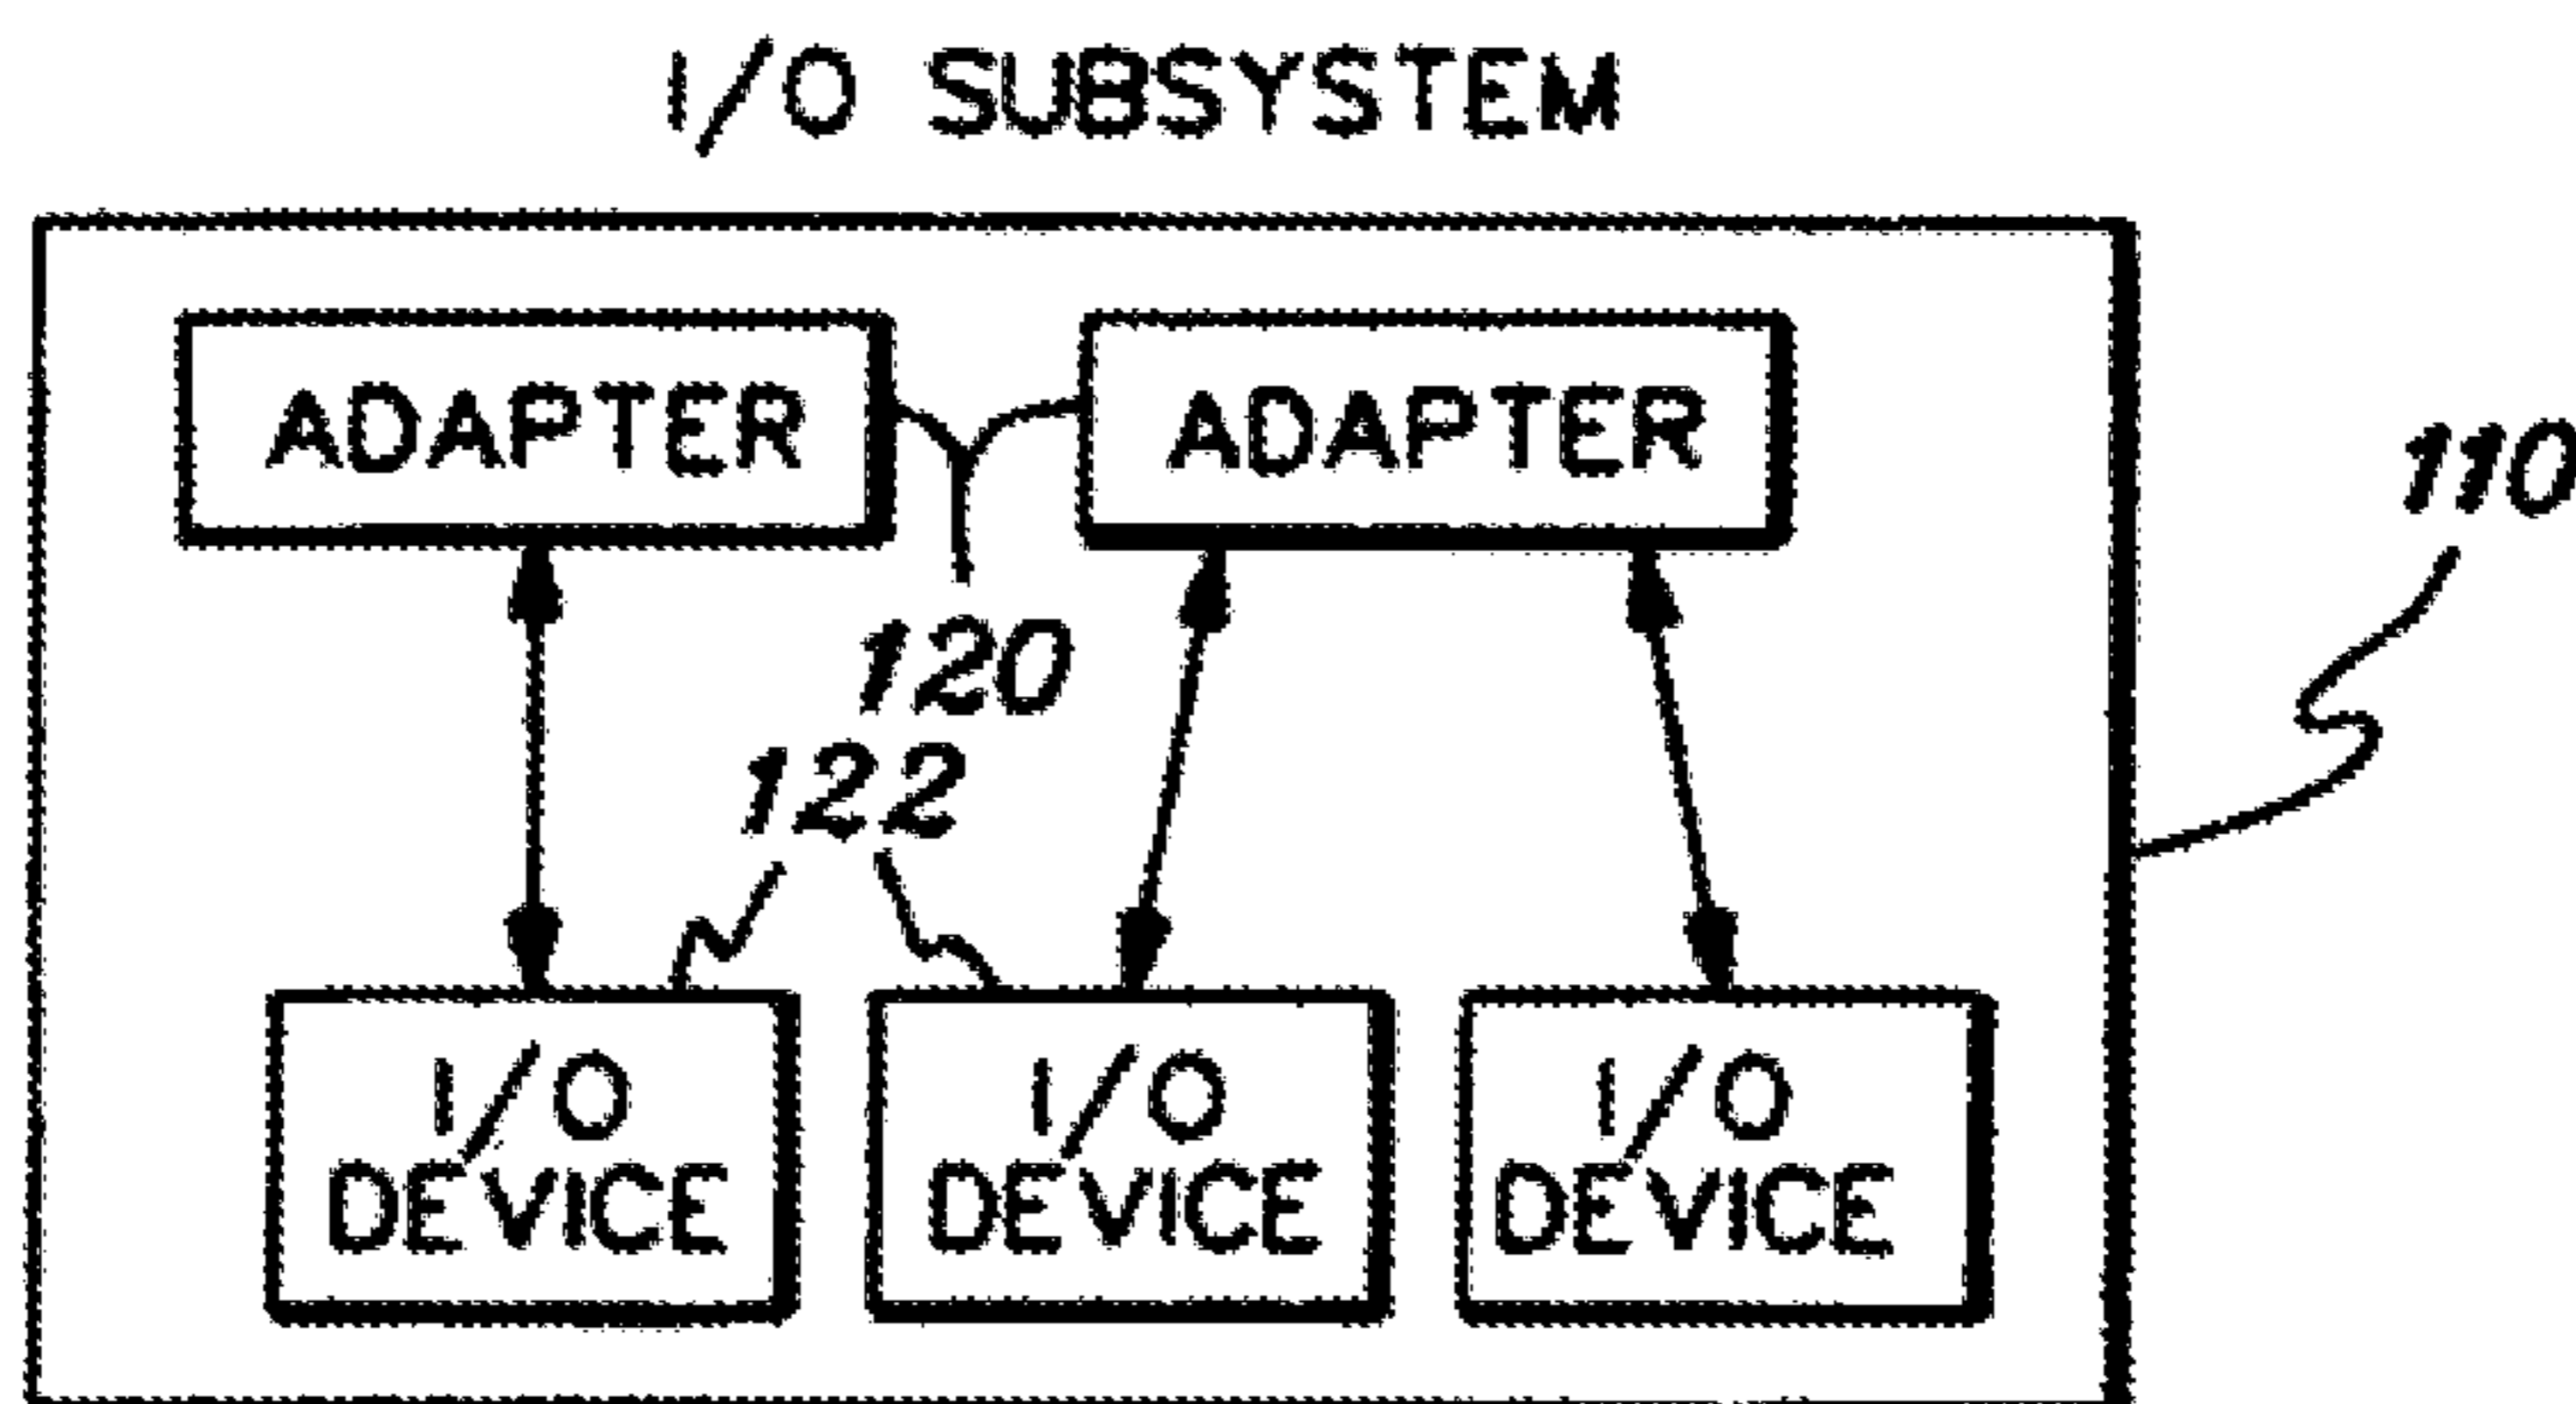 I/O SUBSYSTEM
ADAPTER
ADAPTER
110
120
122
I/O
DEVICE
I/O
DEVICE
I/O
DEVICE